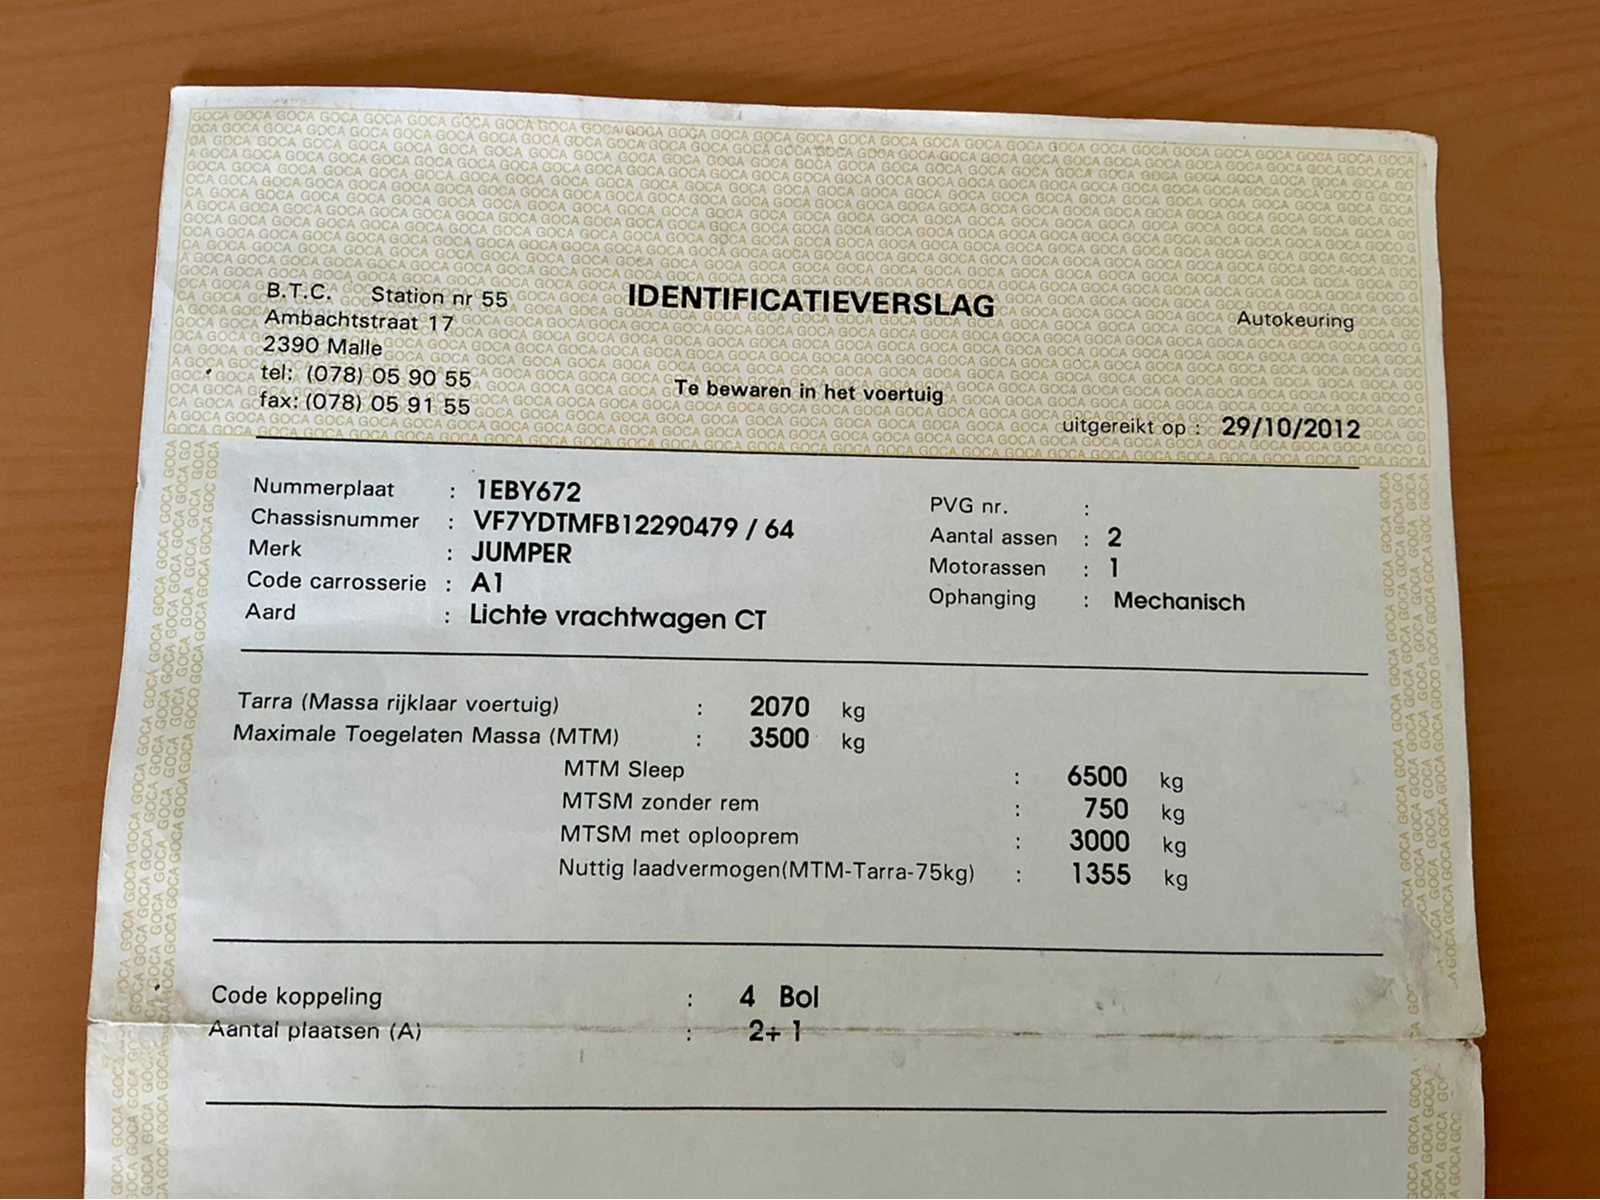 B.T.C. Station nr 55
Ambachtstraat 17
2390 Malle
tel: (078) 05 90 55
fax: (078) 05 91 55
IDENTIFICATIEVERSLAG
Te bewaren in het voertuig
Autokeuring
uitgereikt op : 29/10/2012
Nummerplaat : 1EBY672
Chassisnummer : VF7YDTMFB12290479 / 64
Merk : JUMPER
Code carrosserie : A1
Aard : Lichte vrachtwagen CT
PVG nr. :
Aantal assen : 2
Motorassen : 1
Ophanging : Mechanisch
Tarra (Massa rijklaar voertuig) : 2070 kg
Maximale Toegelaten Massa (MTM) : 3500 kg
MTM Sleep : 6500 kg
MTSM zonder rem : 750 kg
MTSM met oplooprem : 3000 kg
Nuttig laadvermogen(MTM-Tarra-75kg) : 1355 kg
Code koppeling : 4 Bol
Aantal plaatsen (A) : 2+ 1